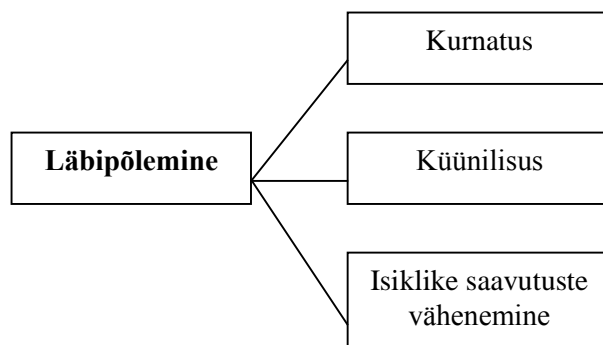 Kurnatus
Läbipõlemine
Küünilisus
Isiklike saavutuste
vähenemine